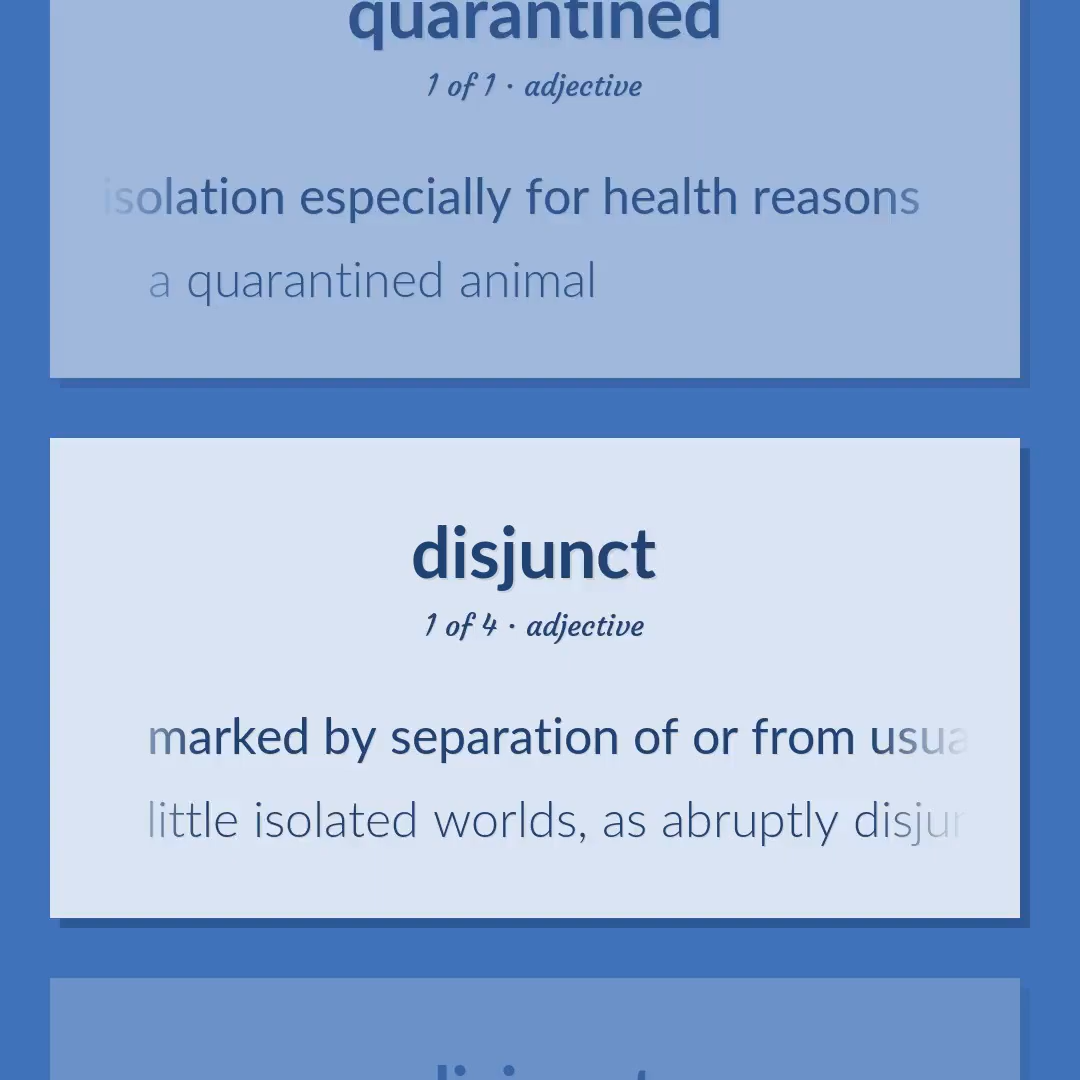 quarantined
1 of 1 · adjective
isolation especially for health reasons
a quarantined animal
disjunct
1 of 4 · adjective
marked by separation of or from usua
little isolated worlds, as abruptly disjun